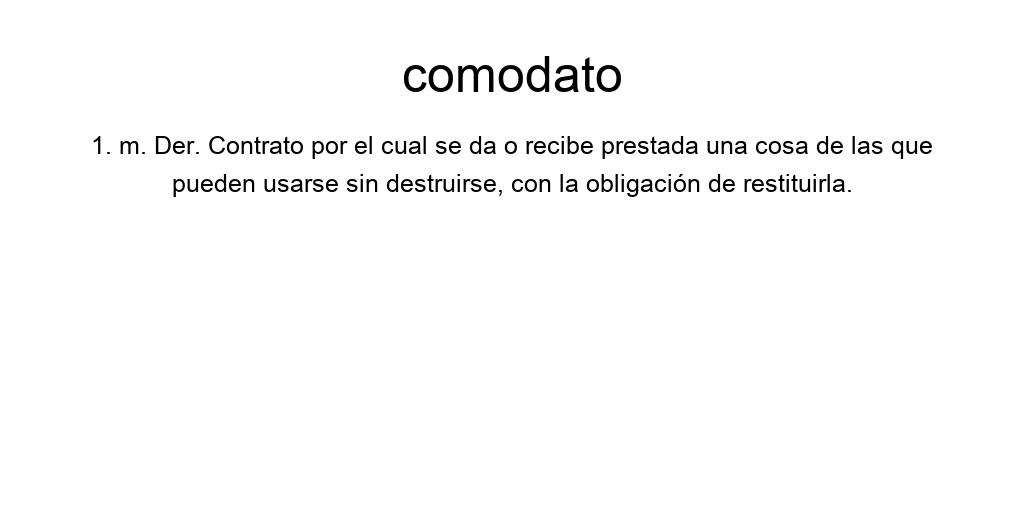 comodato
1. m. Der. Contrato por el cual se da o recibe prestada una cosa de las que
pueden usarse sin destruirse, con la obligación de restituirla.